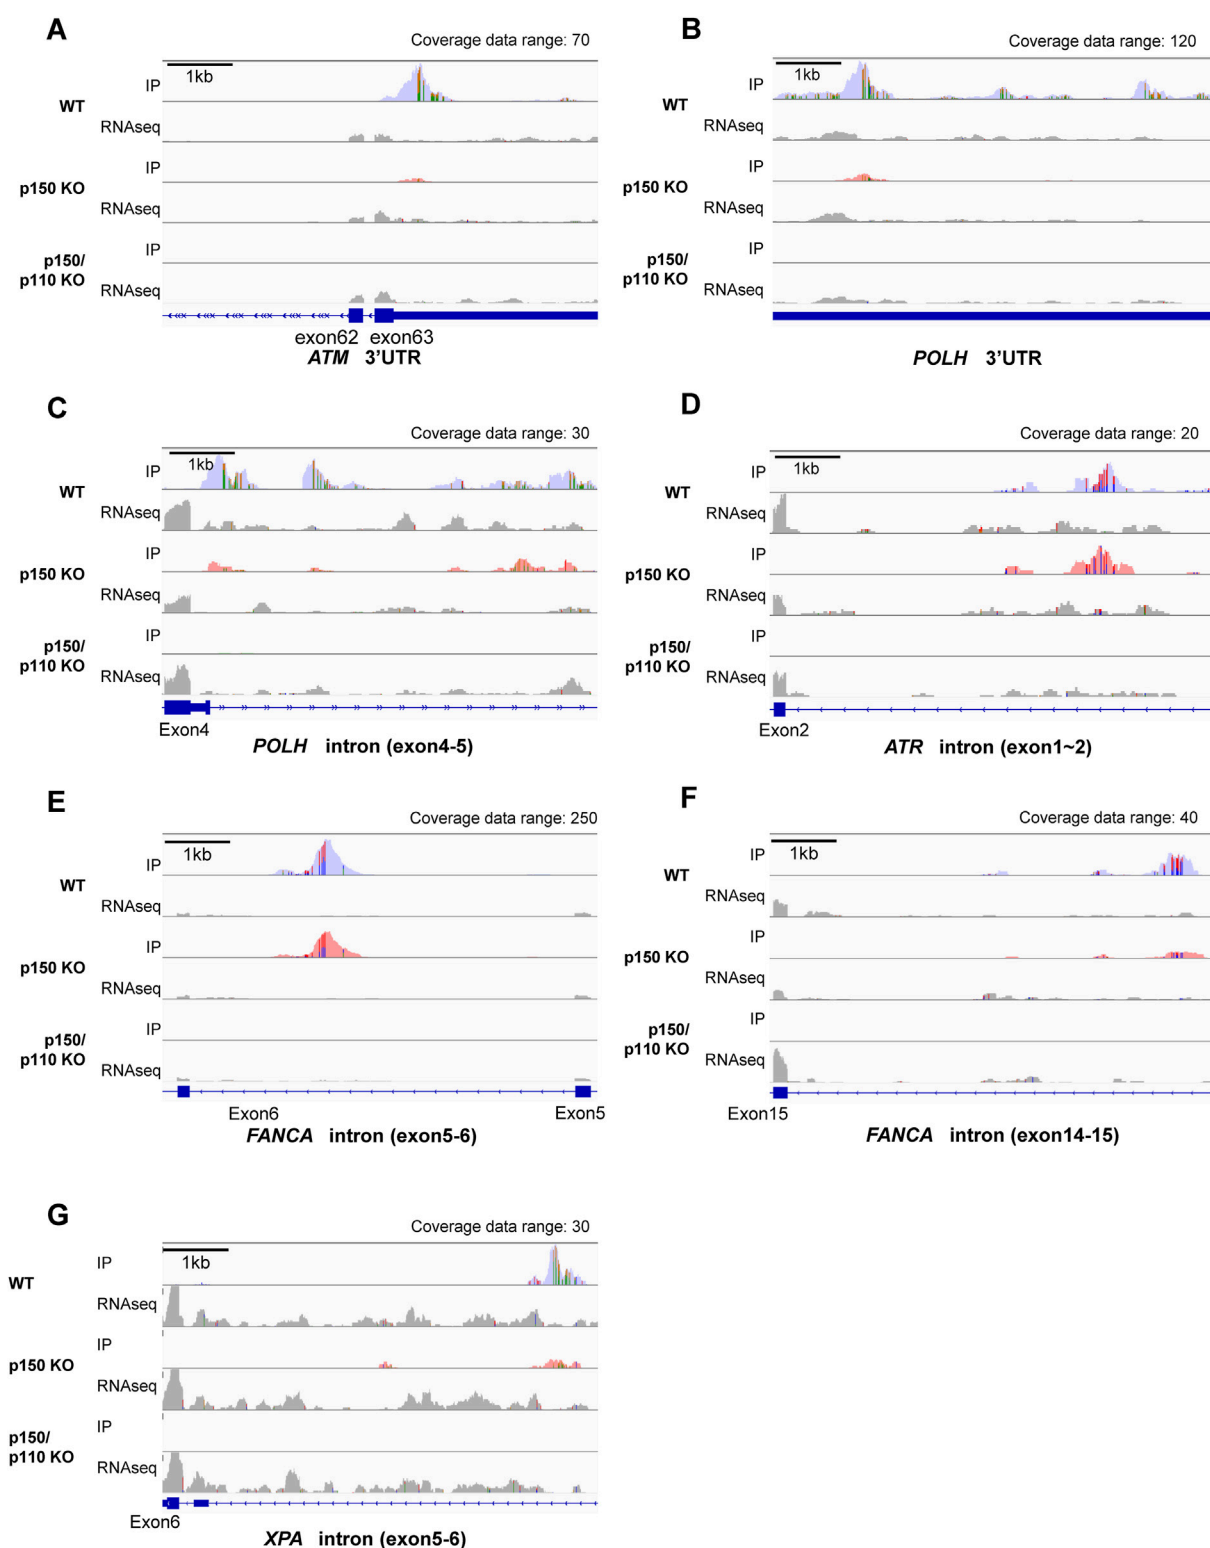 A
Coverage data range: 70
1kb
WT
IP
RNAseq
p150 KO
IP
RNAseq
p150/
p110 KO
IP
RNAseq
exon62 exon63
ATM 3'UTR
B
Coverage data range: 120
1kb
WT
IP
RNAseq
p150 KO
IP
RNAseq
p150/
p110 KO
IP
RNAseq
POLH 3'UTR
C
Coverage data range: 30
1kb
WT
IP
RNAseq
p150 KO
IP
RNAseq
p150/
p110 KO
IP
RNAseq
Exon4
POLH intron (exon4-5)
D
Coverage data range: 20
1kb
WT
IP
RNAseq
p150 KO
IP
RNAseq
p150/
p110 KO
IP
RNAseq
Exon2
ATR intron (exon1~2)
E
Coverage data range: 250
1kb
WT
IP
RNAseq
p150 KO
IP
RNAseq
p150/
p110 KO
IP
RNAseq
Exon6 Exon5
FANCA intron (exon5-6)
F
Coverage data range: 40
1kb
WT
IP
RNAseq
p150 KO
IP
RNAseq
p150/
p110 KO
IP
RNAseq
Exon15
FANCA intron (exon14-15)
G
Coverage data range: 30
1kb
WT
IP
RNAseq
p150 KO
IP
RNAseq
p150/
p110 KO
IP
RNAseq
Exon6
XPA intron (exon5-6)